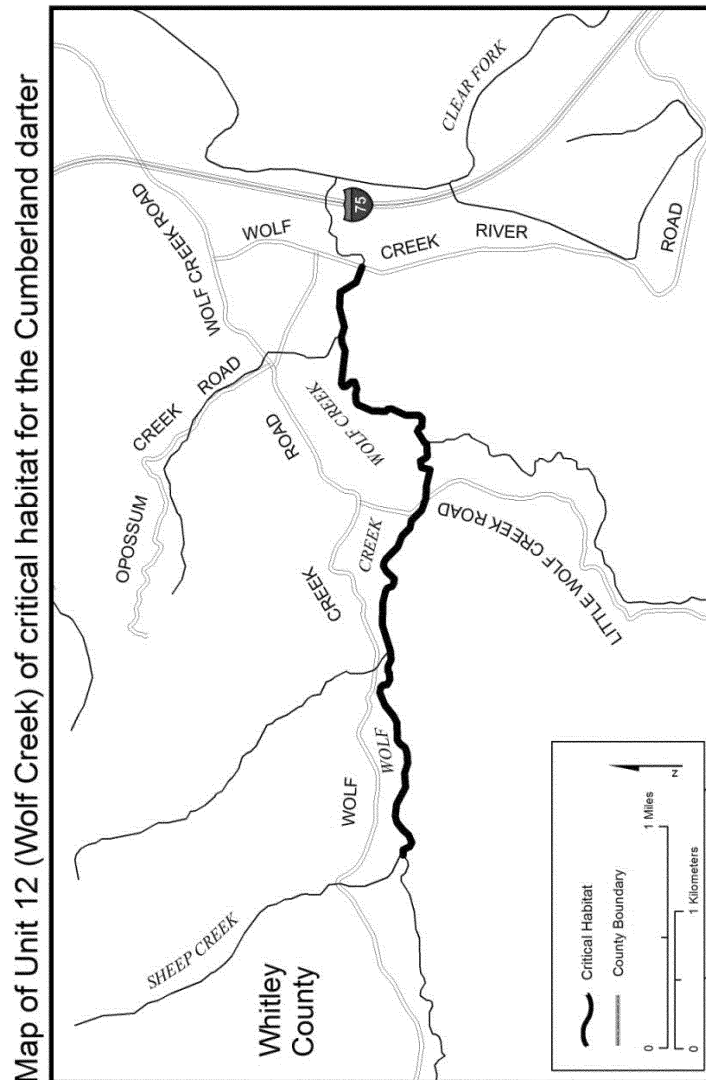 Map of Unit 12 (Wolf Creek) of critical habitat for the Cumberland darter
SHEEP CREEK
Whitley
County
WOLF
CREEK
ROAD
WOLF CREEK ROAD
OPOSSUM
CREEK
ROAD
WOLF
CREEK
WOLF CREEK
WOLF
CREEK
RIVER
ROAD
75
CLEAR FORK
LITTLE WOLF CREEK ROAD
Critical Habitat
County Boundary
0
1 Miles
0
1 Kilometers
N